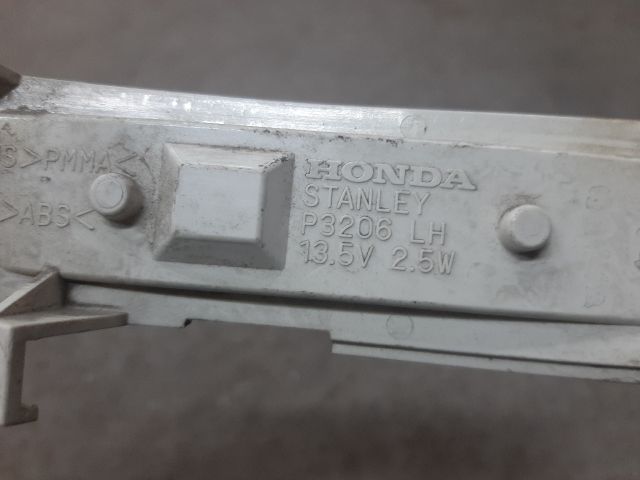 S>PMMA<
>ABS<
HONDA
STANLEY
P3206 LH
13.5V 2.5W